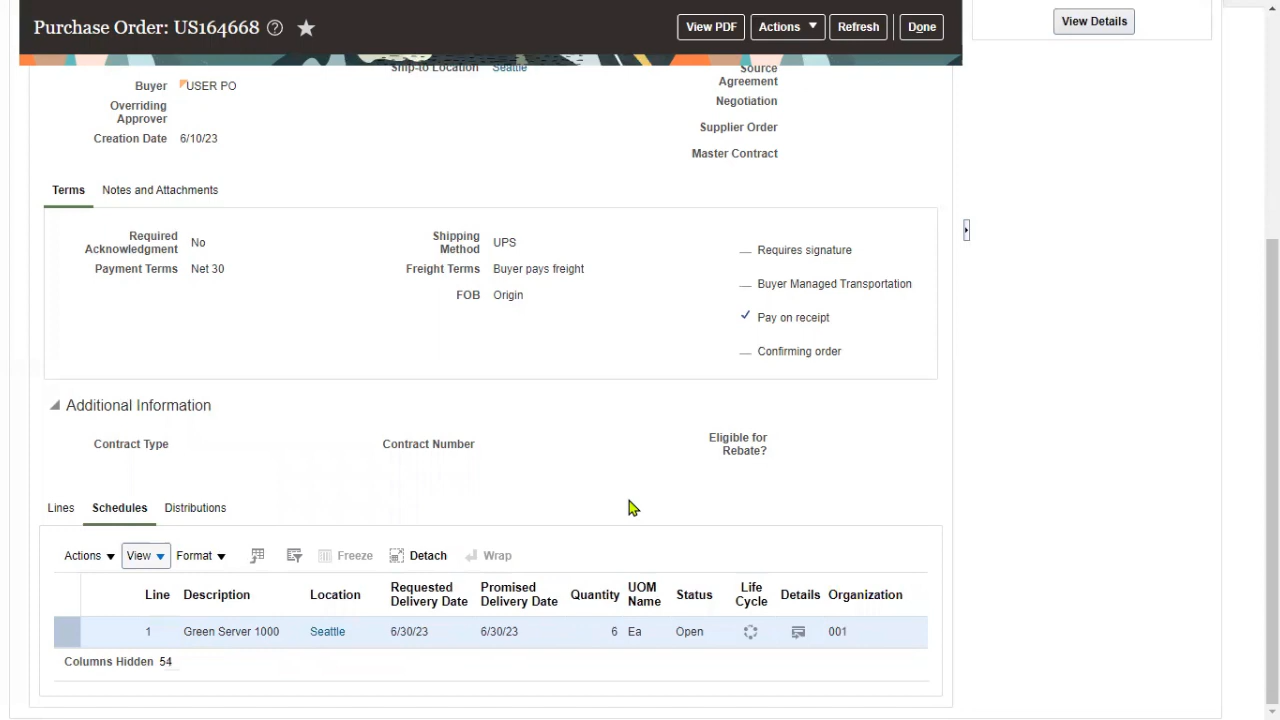 Purchase Order: US164668
View PDF
Actions
Refresh
Done
View Details
Buyer
USER PO
Overriding
Approver
Creation Date
6/10/23
Ship-to Location
Seattle
Source
Agreement
Negotiation
Supplier Order
Master Contract
Terms
Notes and Attachments
Required
Acknowledgment
No
Payment Terms
Net 30
Shipping
Method
UPS
Freight Terms
Buyer pays freight
FOB
Origin
Requires signature
Buyer Managed Transportation
Pay on receipt
Confirming order
Additional Information
Contract Type
Contract Number
Eligible for
Rebate?
Lines
Schedules
Distributions
Actions
View
Format
Freeze
Detach
Wrap
Line
Description
Location
Requested
Delivery Date
Promised
Delivery Date
Quantity
UOM
Name
Status
Life
Cycle
Details
Organization
1
Green Server 1000
Seattle
6/30/23
6/30/23
6
Ea
Open
001
Columns Hidden 54